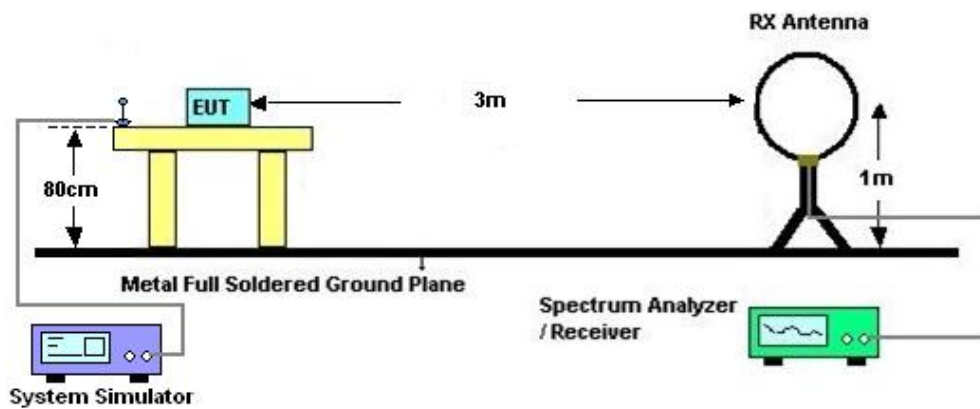 RX Antenna
EUT
3m
80cm
1m
Metal Full Soldered Ground Plane
Spectrum Analyzer
/ Receiver
System Simulator